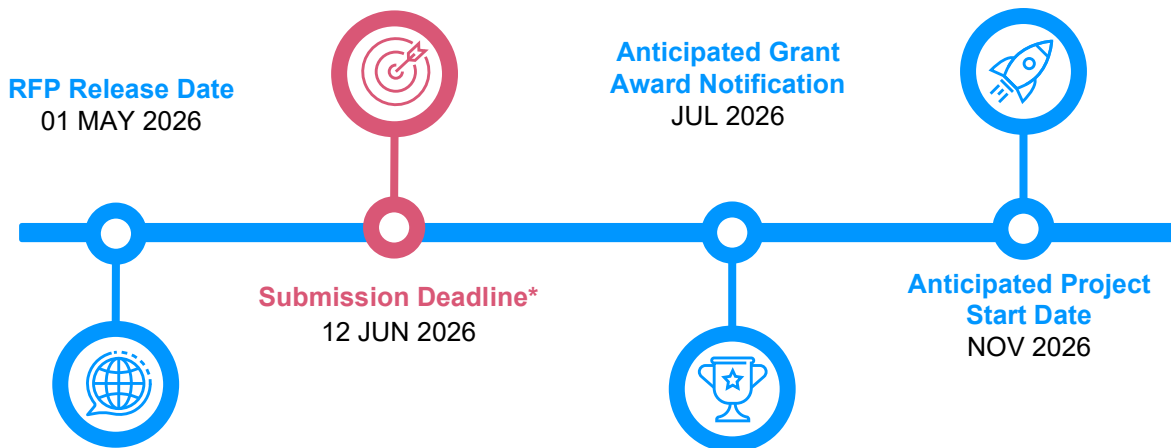 RFP Release Date
01 MAY 2026
Submission Deadline*
12 JUN 2026
Anticipated Grant
Award Notification
JUL 2026
Anticipated Project
Start Date
NOV 2026